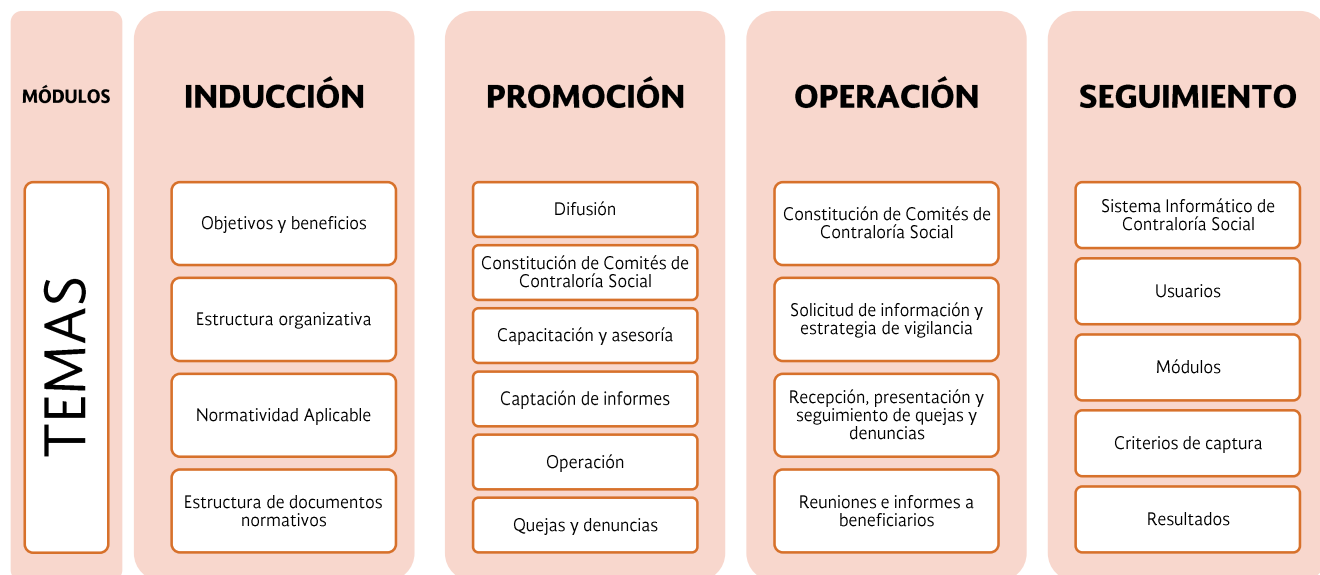 MÓDULOS
TEMAS
INDUCCIÓN
Objetivos y beneficios
Estructura organizativa
Normatividad Aplicable
Estructura de documentos
normativos
PROMOCIÓN
Difusión
Constitución de Comités de
Contraloría Social
Capacitación y asesoría
Captación de informes
Operación
Quejas y denuncias
OPERACIÓN
Constitución de Comités de
Contraloría Social
Solicitud de información y
estrategia de vigilancia
Recepción, presentación y
seguimiento de quejas y
denuncias
Reuniones e informes a
beneficiarios
SEGUIMIENTO
Sistema Informático de
Contraloría Social
Usuarios
Módulos
Criterios de captura
Resultados